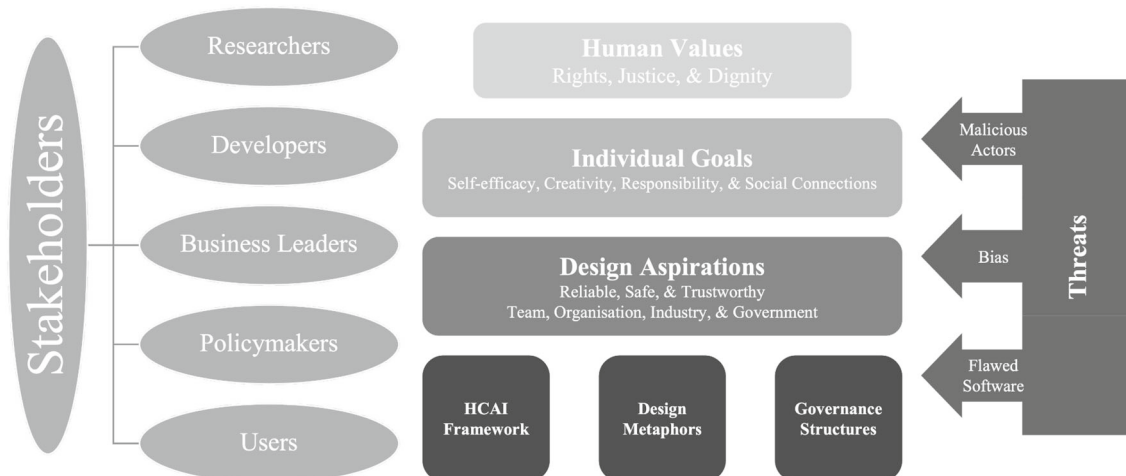 Stakeholders
Researchers
Developers
Business Leaders
Policymakers
Users
Human Values
Rights, Justice, & Dignity
Individual Goals
Self-efficacy, Creativity, Responsibility, & Social Connections
Design Aspirations
Reliable, Safe, & Trustworthy
Team, Organisation, Industry, & Government
HCAI
Framework
Design
Metaphors
Governance
Structures
Malicious
Actors
Bias
Flawed
Software
Threats